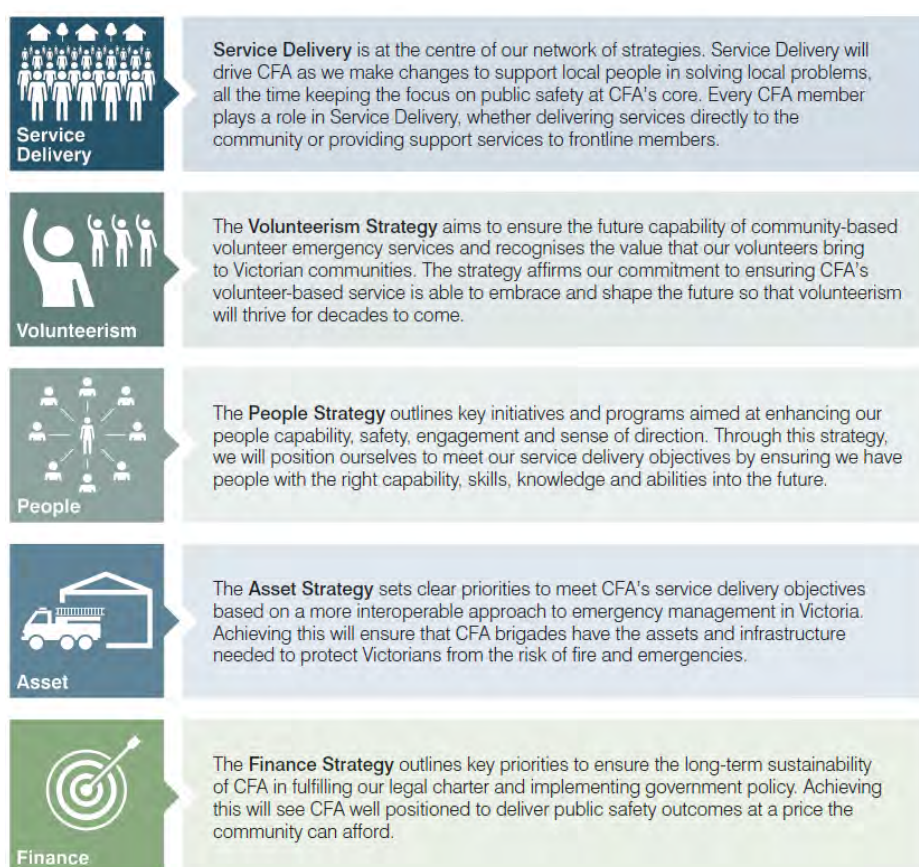 Service Delivery is at the centre of our network of strategies. Service Delivery will
drive CFA as we make changes to support local people in solving local problems,
all the time keeping the focus on public safety at CFA's core. Every CFA member
plays a role in Service Delivery, whether delivering services directly to the
community or providing support services to frontline members.
Service
Delivery
The Volunteerism Strategy aims to ensure the future capability of community-based
volunteer emergency services and recognises the value that our volunteers bring
to Victorian communities. The strategy affirms our commitment to ensuring CFA's
volunteer-based service is able to embrace and shape the future so that volunteerism
will thrive for decades to come.
Volunteerism
The People Strategy outlines key initiatives and programs aimed at enhancing our
people capability, safety, engagement and sense of direction. Through this strategy,
we will position ourselves to meet our service delivery objectives by ensuring we have
people with the right capability, skills, knowledge and abilities into the future.
People
The Asset Strategy sets clear priorities to meet CFA's service delivery objectives
based on a more interoperable approach to emergency management in Victoria.
Achieving this will ensure that CFA brigades have the assets and infrastructure
needed to protect Victorians from the risk of fire and emergencies.
Asset
The Finance Strategy outlines key priorities to ensure the long-term sustainability
of CFA in fulfilling our legal charter and implementing government policy. Achieving
this will see CFA well positioned to deliver public safety outcomes at a price the
community can afford.
Finance